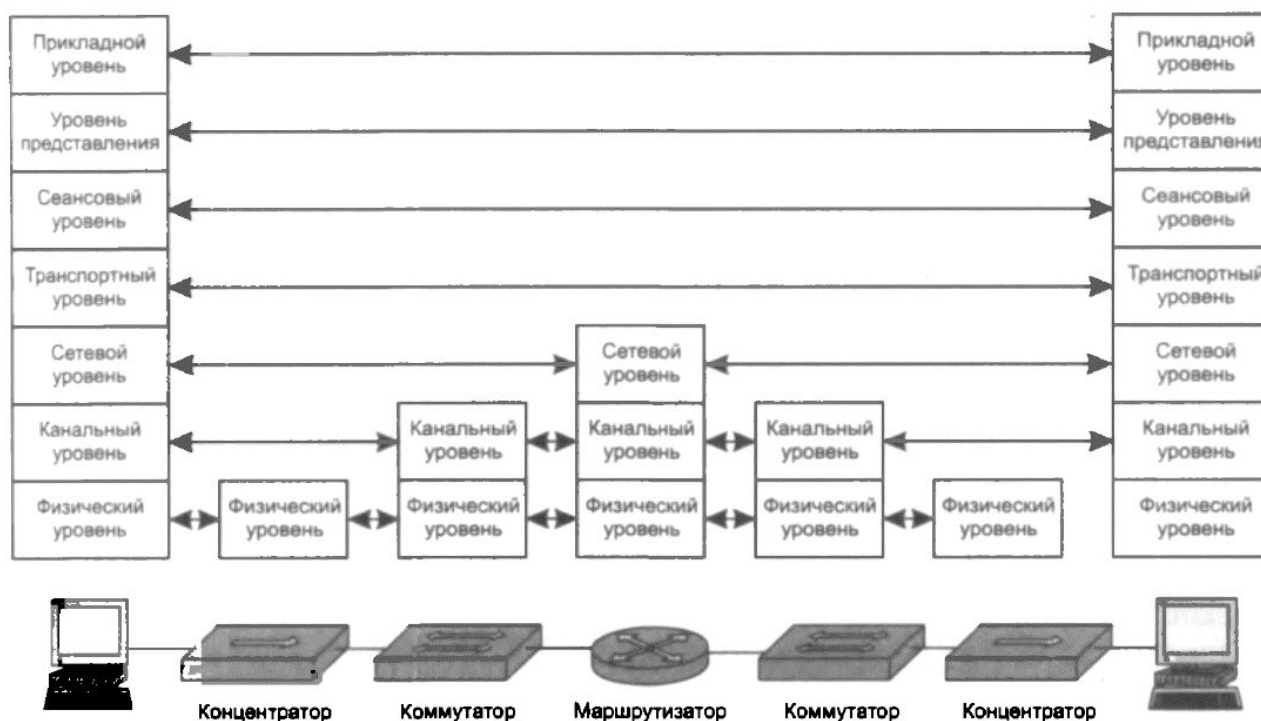 Прикладной
уровень
Прикладной
уровень
Уровень
представления
Уровень
представления
Сеансовый
уровень
Сеансовый
уровень
Транспортный
уровень
Транспортный
уровень
Сетевой
уровень
Сетевой
уровень
Сетевой
уровень
Канальный
уровень
Канальный
уровень
Канальный
уровень
Канальный
уровень
Канальный
уровень
Физический
уровень
Физический
уровень
Физический
уровень
Физический
уровень
Физический
уровень
Физический
уровень
Физический
уровень
Концентратор
Коммутатор
Маршрутизатор
Коммутатор
Концентратор